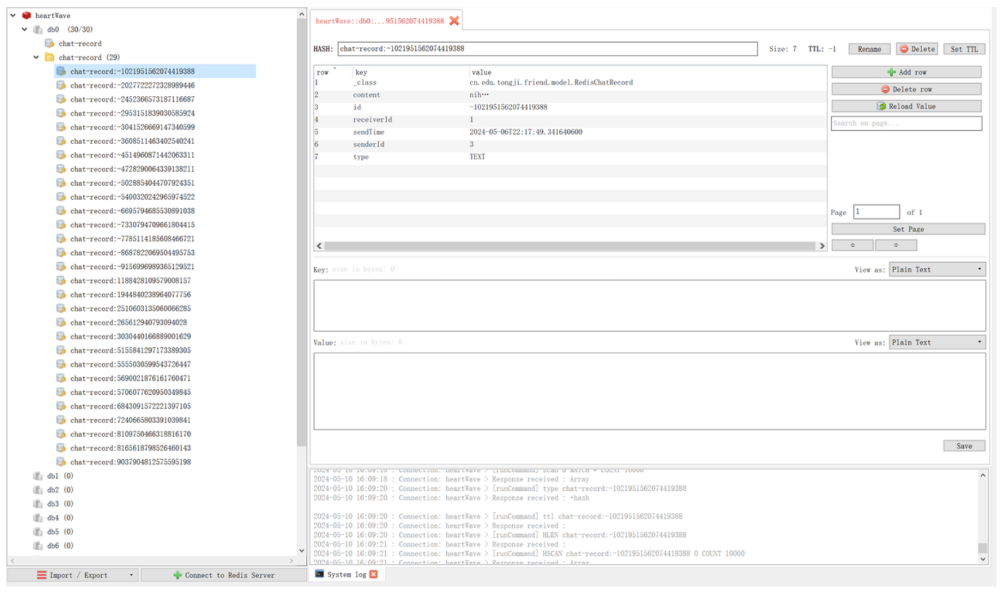 heartWave
db0 (30/30)
chat-record
chat-record (29)
chat-record:-1021951562074419388
chat-record:-2027722272328989446
chat-record:-2452366573187116687
chat-record:-2953151839030585924
chat-record:-3041526669147340599
chat-record:-3608511463402540241
chat-record:-4514960871442063311
chat-record:-4728290064339138211
chat-record:-5028854044707924351
chat-record:-5400320242965974522
chat-record:-6695794685530891038
chat-record:-7330794709661804415
chat-record:-7785114185608466721
chat-record:-8687822069504495753
chat-record:-9156996989365129521
chat-record:1188428109579008157
chat-record:1944840238964077756
chat-record:2510603135060066285
chat-record:265612940793094028
chat-record:3030440166889001629
chat-record:5155841297173389305
chat-record:5555030599543726447
chat-record:5690021876161760471
chat-record:5706077620950349845
chat-record:6843091572221397105
chat-record:7240665803391039841
chat-record:8109750466318816170
chat-record:8165618798526460143
chat-record:9037904812575595198
db1 (0)
db2 (0)
db3 (0)
db4 (0)
db5 (0)
db6 (0)
Import / Export
Connect to Redis Server
heartWave::db0:...951562074419388
HASH: chat-record:-1021951562074419388 Size: 7 TTL: -1 Rename Delete Set TTL
row key value
1 _class cn.edu.tongji.friend.model.RedisChatRecord
2 content nih…
3 id -1021951562074419388
4 receiverId 1
5 sendTime 2024-05-06T22:17:49.341640600
6 senderId 3
7 type TEXT
Add row
Delete row
Reload Value
Search on page...
Page 1 of 1
Set Page
Key: size in bytes: 0 View as: Plain Text
Value: size in bytes: 0 View as: Plain Text
Save
2024-05-10 16:09:18 : Connection: heartWave > [runCommand] scan 0 MATCH * COUNT 10000
2024-05-10 16:09:18 : Connection: heartWave > Response received : Array
2024-05-10 16:09:20 : Connection: heartWave > [runCommand] type chat-record:-1021951562074419388
2024-05-10 16:09:20 : Connection: heartWave > Response received : +hash
2024-05-10 16:09:20 : Connection: heartWave > [runCommand] ttl chat-record:-1021951562074419388
2024-05-10 16:09:20 : Connection: heartWave > Response received :
2024-05-10 16:09:20 : Connection: heartWave > [runCommand] HLEN chat-record:-1021951562074419388
2024-05-10 16:09:21 : Connection: heartWave > Response received :
2024-05-10 16:09:21 : Connection: heartWave > [runCommand] HSCAN chat-record:-1021951562074419388 0 COUNT 10000
2024-05-10 16:09:21 : Connection: heartWave > Response received : Array
System log